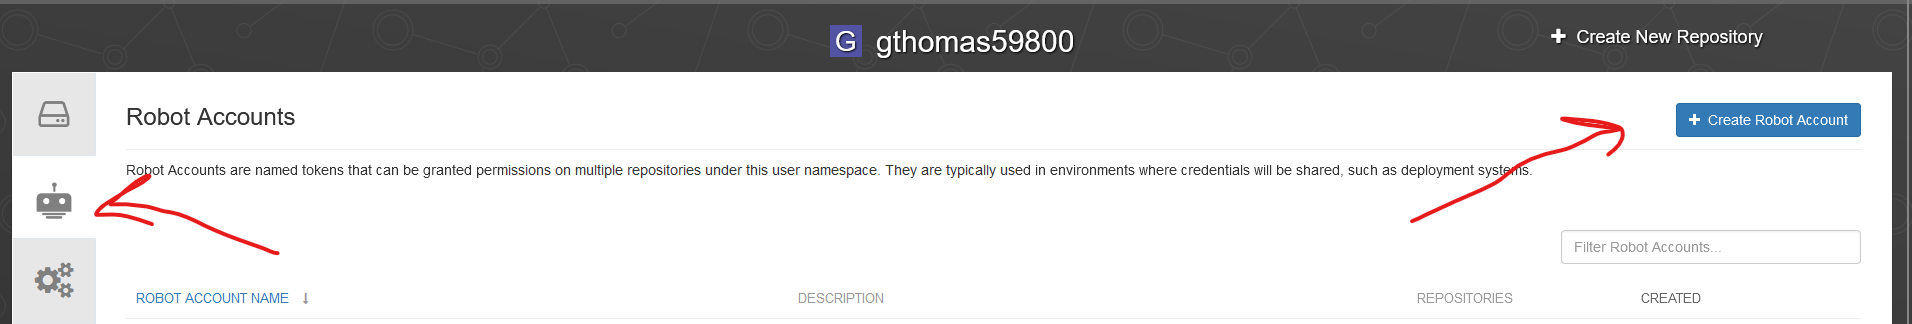 G gthomas59800
+ Create New Repository
Robot Accounts
+ Create Robot Account
Robot Accounts are named tokens that can be granted permissions on multiple repositories under this user namespace. They are typically used in environments where credentials will be shared, such as deployment systems.
Filter Robot Accounts...
ROBOT ACCOUNT NAME ↓ DESCRIPTION REPOSITORIES CREATED